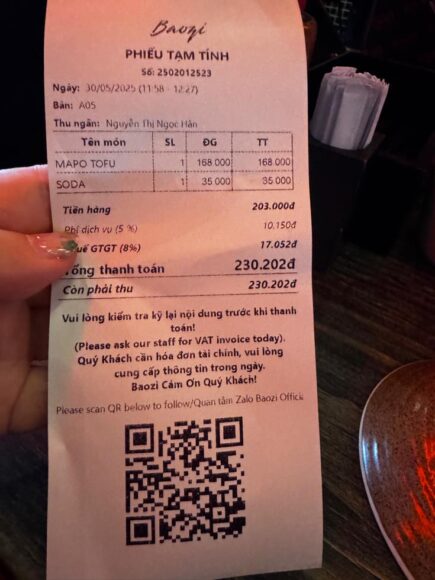 Baozi
PHIẾU TẠM TÍNH
Số: 2502012523
Ngày: 30/05/2025 (11:58 - 12:27)
Bàn: A05
Thu ngân: Nguyễn Thị Ngọc Hân
Tên món SL ĐG TT
MAPO TOFU 1 168.000 168.000
SODA 1 35.000 35.000
Tiền hàng 203.000đ
Phí dịch vụ (5 %) 10.150đ
GTGT (8%) 17.052đ
Tổng thanh toán 230.202đ
Còn phải thu 230.202đ
Vui lòng kiểm tra kỹ lại nội dung trước khi thanh
toán!
(Please ask our staff for VAT invoice today).
Quý Khách cần hóa đơn tài chính, vui lòng
cung cấp thông tin trong ngày.
Baozi Cảm Ơn Quý Khách!
Please scan QR below to follow/Quan tâm Zalo Baozi